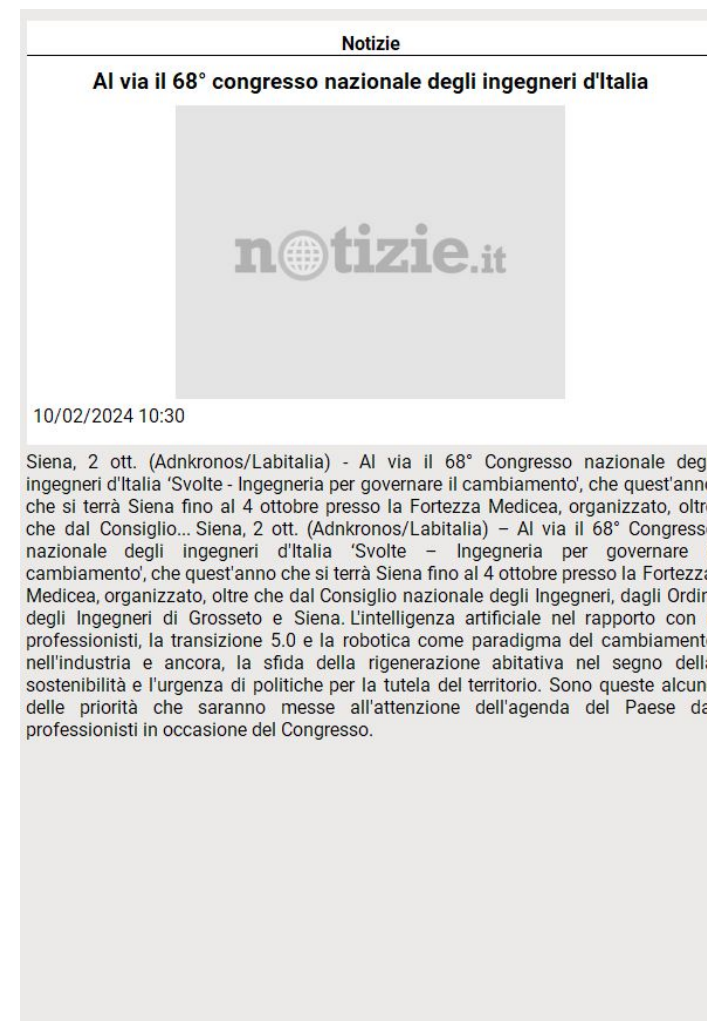 Notizie
Al via il 68° congresso nazionale degli ingegneri d'Italia
notizie.it
10/02/2024 10:30
Siena, 2 ott. (Adnkronos/Labitalia) - Al via il 68° Congresso nazionale degl
ingegneri d'Italia ‘Svolte - Ingegneria per governare il cambiamento', che quest'anno
che si terrà Siena fino al 4 ottobre presso la Fortezza Medicea, organizzato, oltre
che dal Consiglio... Siena, 2 ott. (Adnkronos/Labitalia) – Al via il 68° Congresso
nazionale degli ingegneri d'Italia ‘Svolte – Ingegneria per governare
cambiamento', che quest'anno che si terrà Siena fino al 4 ottobre presso la Fortezza
Medicea, organizzato, oltre che dal Consiglio nazionale degli Ingegneri, dagli Ordin
degli Ingegneri di Grosseto e Siena. L'intelligenza artificiale nel rapporto con
professionisti, la transizione 5.0 e la robotica come paradigma del cambiamento
nell'industria e ancora, la sfida della rigenerazione abitativa nel segno della
sostenibilità e l'urgenza di politiche per la tutela del territorio. Sono queste alcun
delle priorità che saranno messe all'attenzione dell'agenda del Paese da
professionisti in occasione del Congresso.